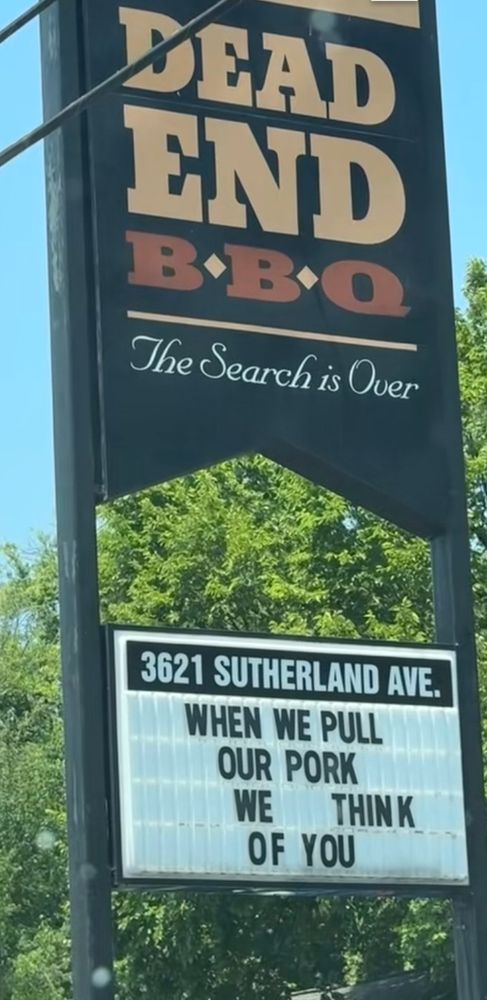 DEAD
END
B•B•Q
The Search is Over
3621 SUTHERLAND AVE.
WHEN WE PULL
OUR PORK
WE THINK
OF YOU